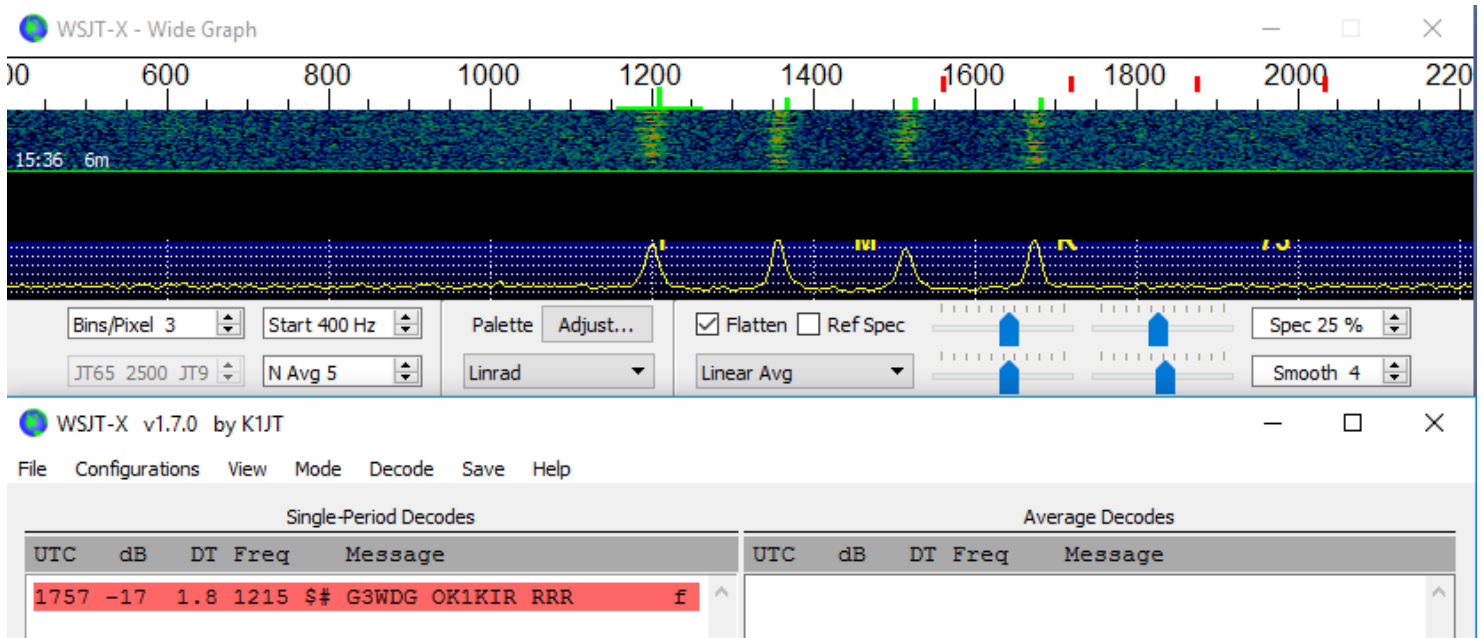 WSJT-X - Wide Graph
00 600 800 1000 1200 1400 1600 1800 2000 220
15:36 6m
M K 73
Bins/Pixel 3 Start 400 Hz Palette Adjust... Flatten Ref Spec Spec 25 %
JT65 2500 JT9 N Avg 5 Linrad Linear Avg Smooth 4
WSJT-X v1.7.0 by K1JT
File Configurations View Mode Decode Save Help
Single-Period Decodes Average Decodes
UTC dB DT Freq Message UTC dB DT Freq Message
1757 -17 1.8 1215 $# G3WDG OK1KIR RRR f